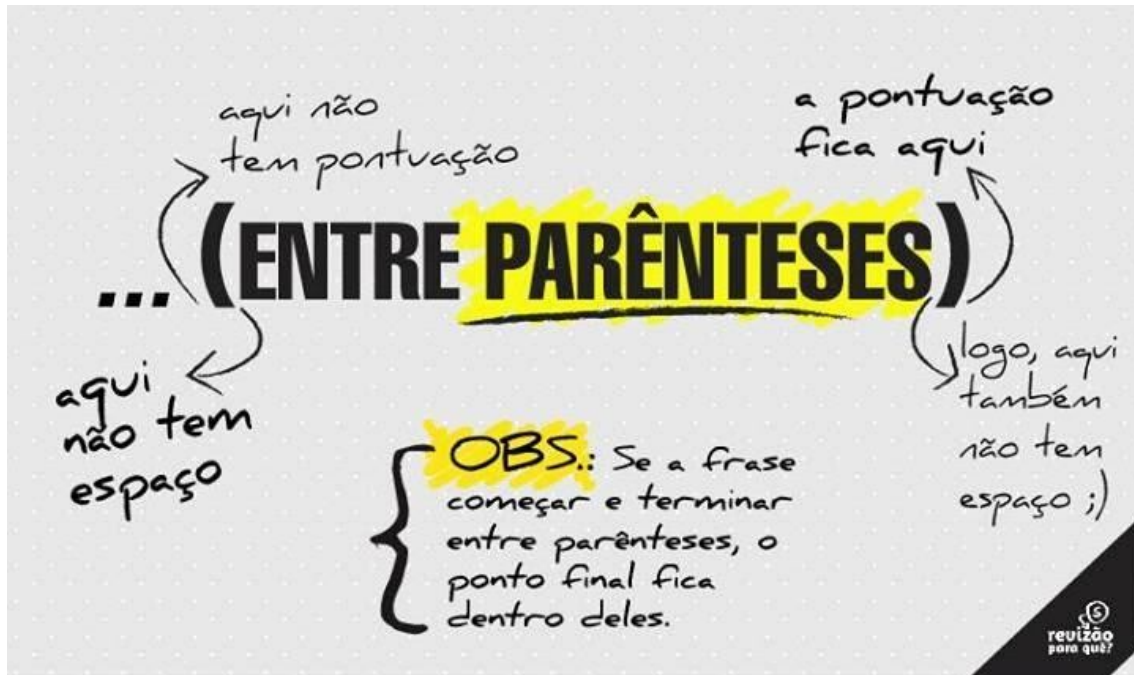 aqui não
tem pontuação
a pontuação
fica aqui
... (ENTRE PARÊNTESES)
aqui
não tem
espaço
logo, aqui
também
não tem
espaço ;)
OBS.: Se a frase
começar e terminar
entre parênteses, o
ponto final fica
dentro deles.
revizão
para quê?